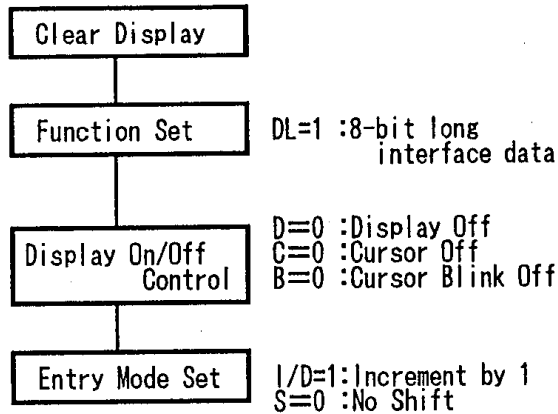 Clear Display
Function Set
DL=1 :8-bit long
interface data
Display On/Off
Control
D=0 :Display Off
C=0 :Cursor Off
B=0 :Cursor Blink Off
Entry Mode Set
I/D=1:Increment by 1
S=0 :No Shift